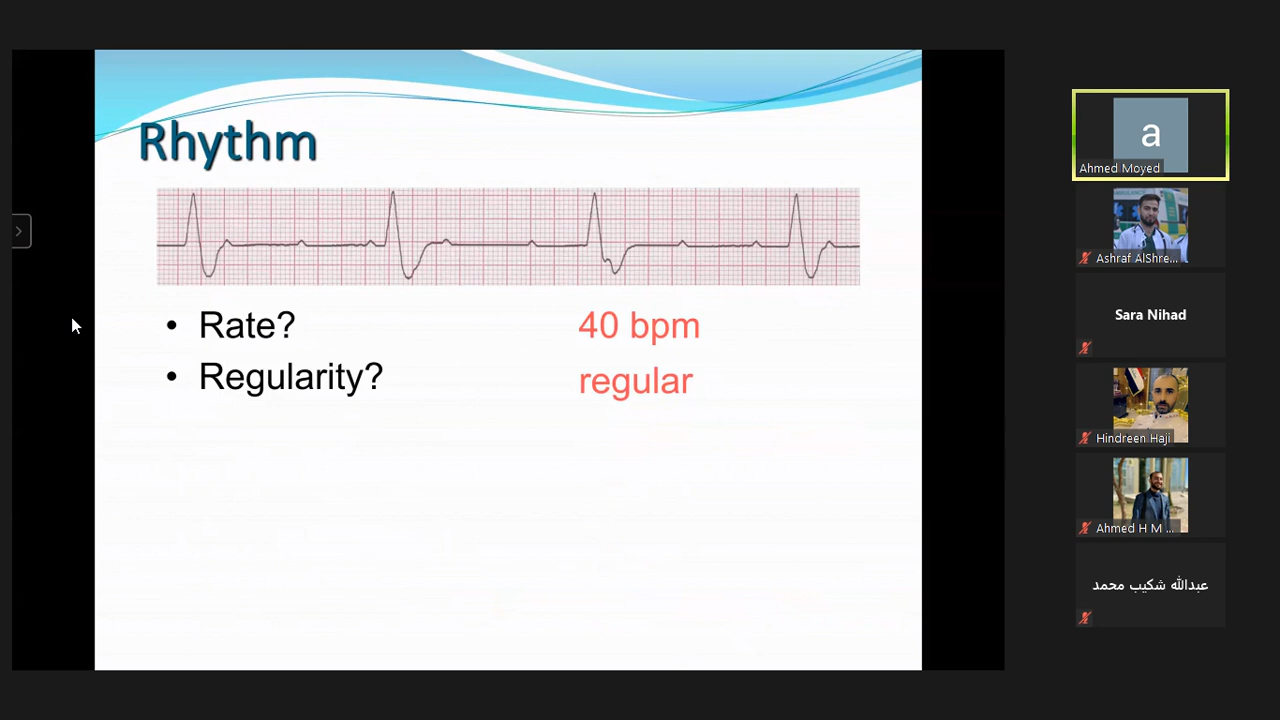 Rhythm
• Rate? 40 bpm
• Regularity? regular
a
Ahmed Moyed
Ashraf AlShre...
Sara Nihad
Hindreen Haji
Ahmed H M ...
عبدالله شكيب محمد